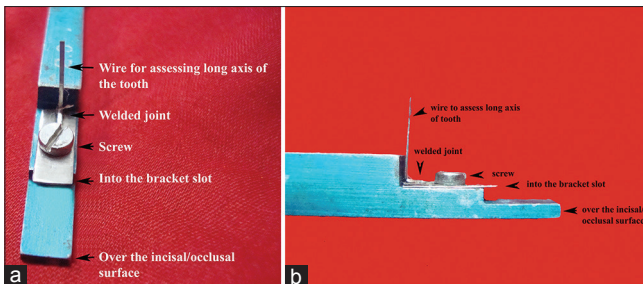 Wire for assessing long axis of
the tooth
Welded joint
Screw
Into the bracket slot
Over the incisal/occlusal
surface
a
wire to assess long axis
of tooth
welded joint
screw
into the bracket slot
over the incisal/
occlusal surface
b